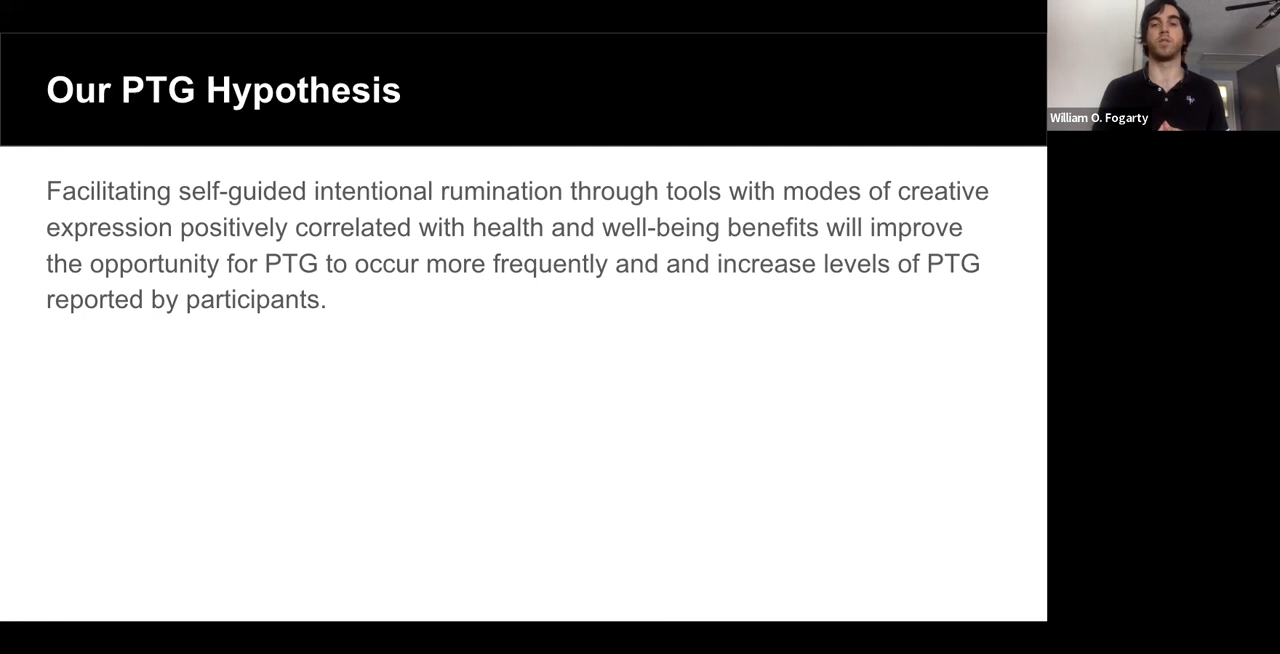 Our PTG Hypothesis
William O. Fogarty
Facilitating self-guided intentional rumination through tools with modes of creative
expression positively correlated with health and well-being benefits will improve
the opportunity for PTG to occur more frequently and and increase levels of PTG
reported by participants.